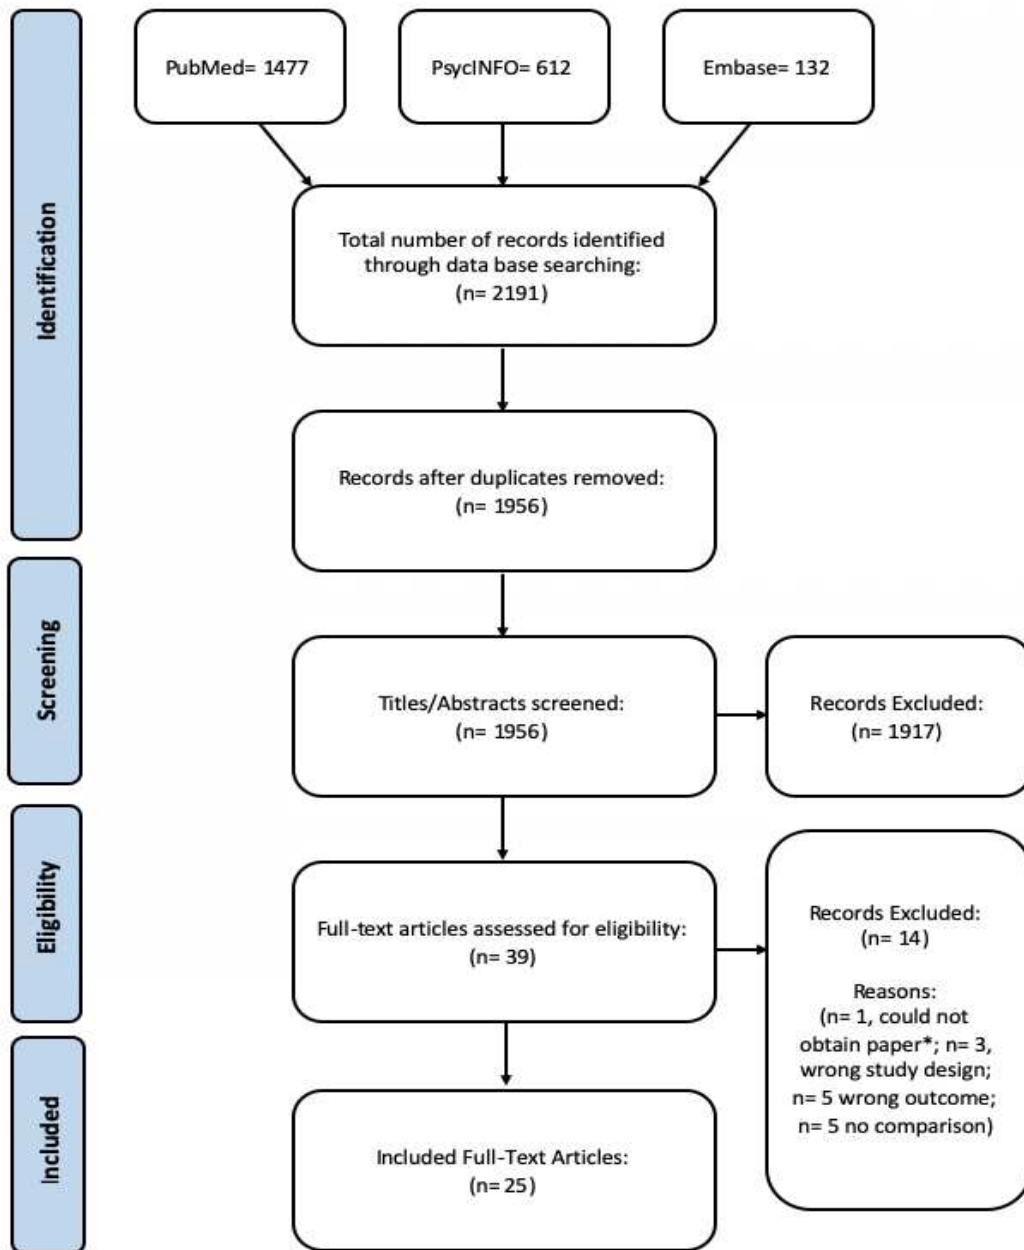 Identification
PubMed= 1477
PsycINFO= 612
Embase= 132
Total number of records identified
through data base searching:
(n= 2191)
Records after duplicates removed:
(n= 1956)
Screening
Titles/Abstracts screened:
(n= 1956)
Records Excluded:
(n= 1917)
Eligibility
Full-text articles assessed for eligibility:
(n= 39)
Records Excluded:
(n= 14)
Reasons:
(n= 1, could not
obtain paper*; n= 3,
wrong study design;
n= 5 wrong outcome;
n= 5 no comparison)
Included
Included Full-Text Articles:
(n= 25)